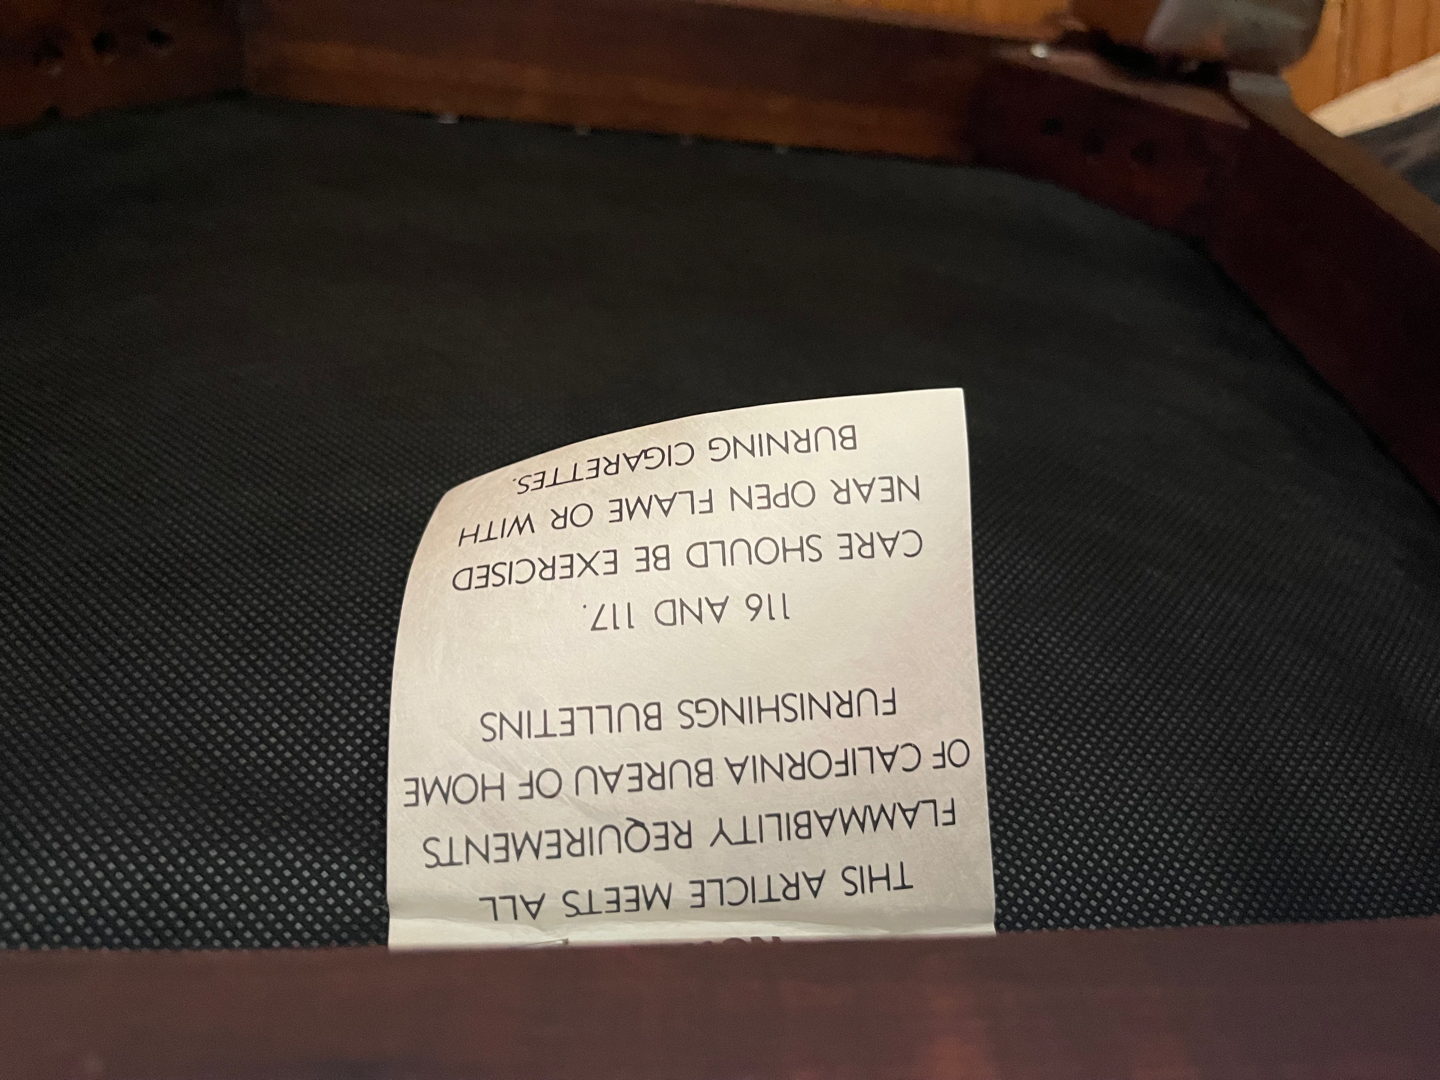 THIS ARTICLE MEETS ALL
FLAMMABILITY REQUIREMENTS
OF CALIFORNIA BUREAU OF HOME
FURNISHINGS BULLETINS
116 AND 117.
CARE SHOULD BE EXERCISED
NEAR OPEN FLAME OR WITH
BURNING CIGARETTES.